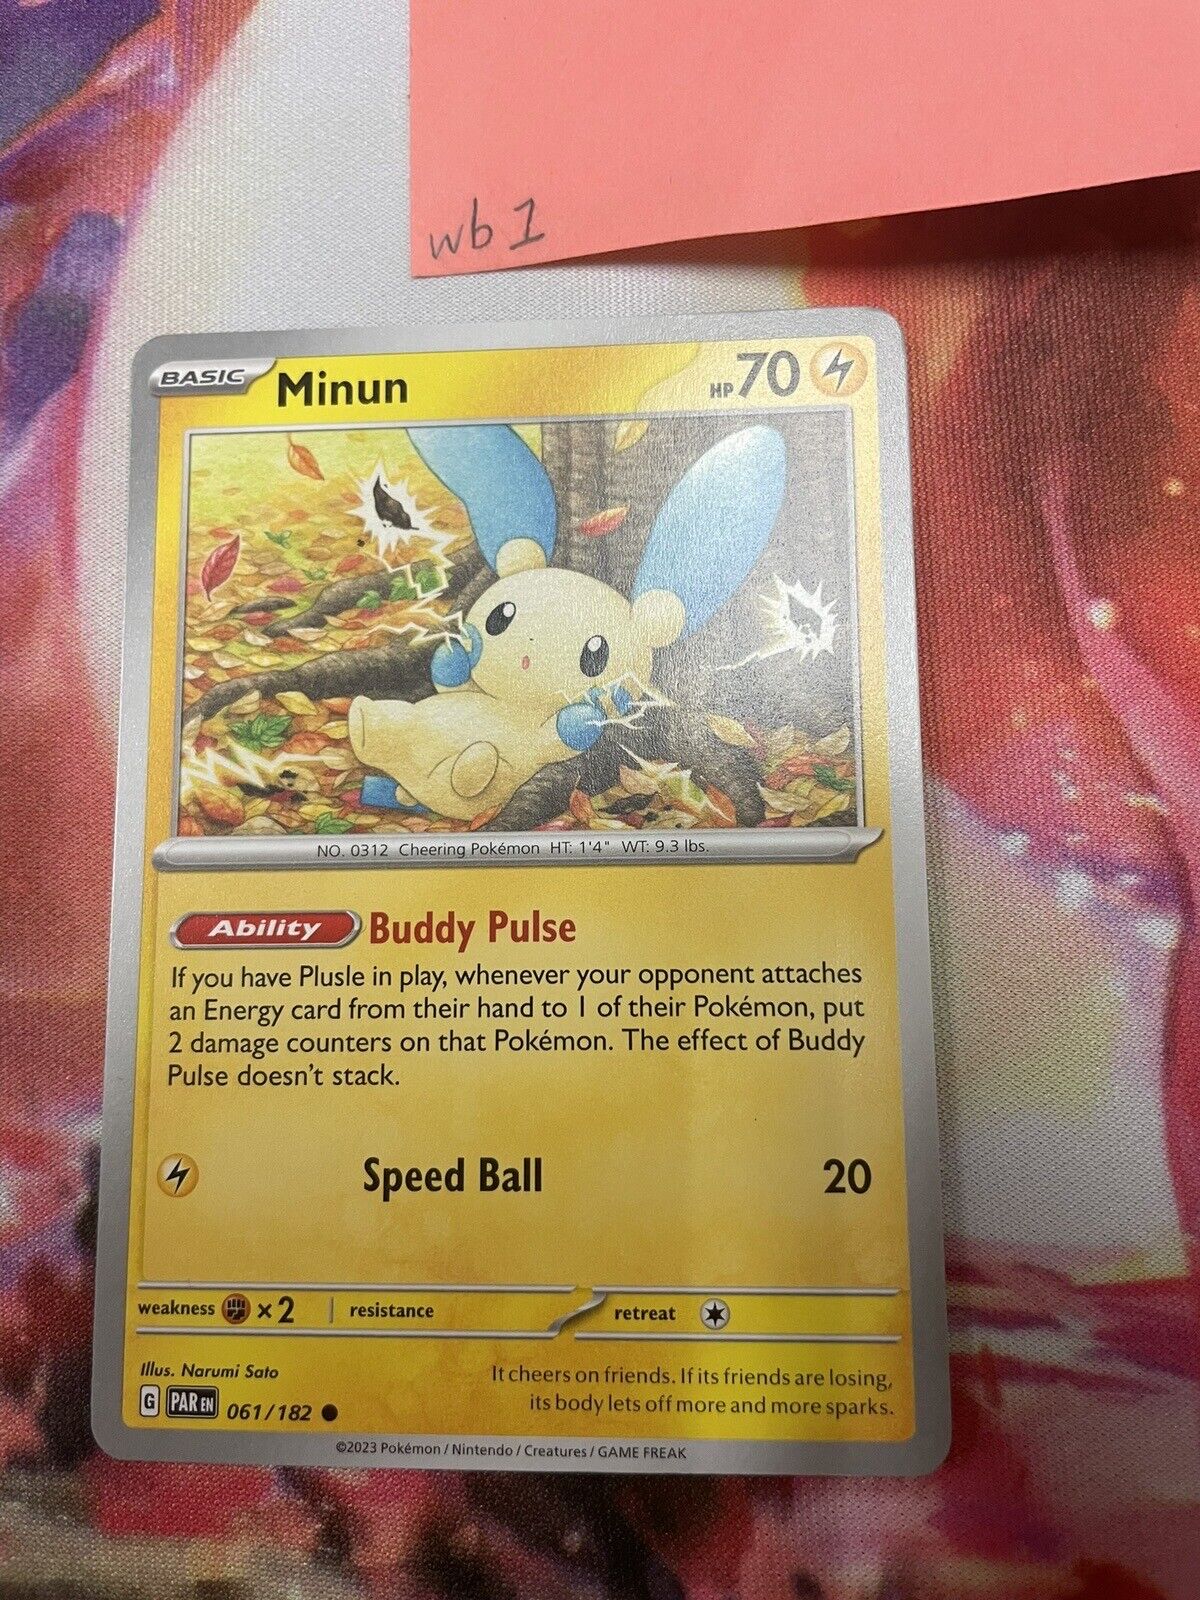 wb 1
BASIC Minun HP 70
NO. 0312 Cheering Pokémon HT: 1'4" WT: 9.3 lbs.
Ability Buddy Pulse
If you have Plusle in play, whenever your opponent attaches
an Energy card from their hand to 1 of their Pokémon, put
2 damage counters on that Pokémon. The effect of Buddy
Pulse doesn't stack.
Speed Ball 20
weakness ×2 resistance retreat
Illus. Narumi Sato
It cheers on friends. If its friends are losing,
its body lets off more and more sparks.
G PAR EN 061/182
©2023 Pokémon / Nintendo / Creatures / GAME FREAK